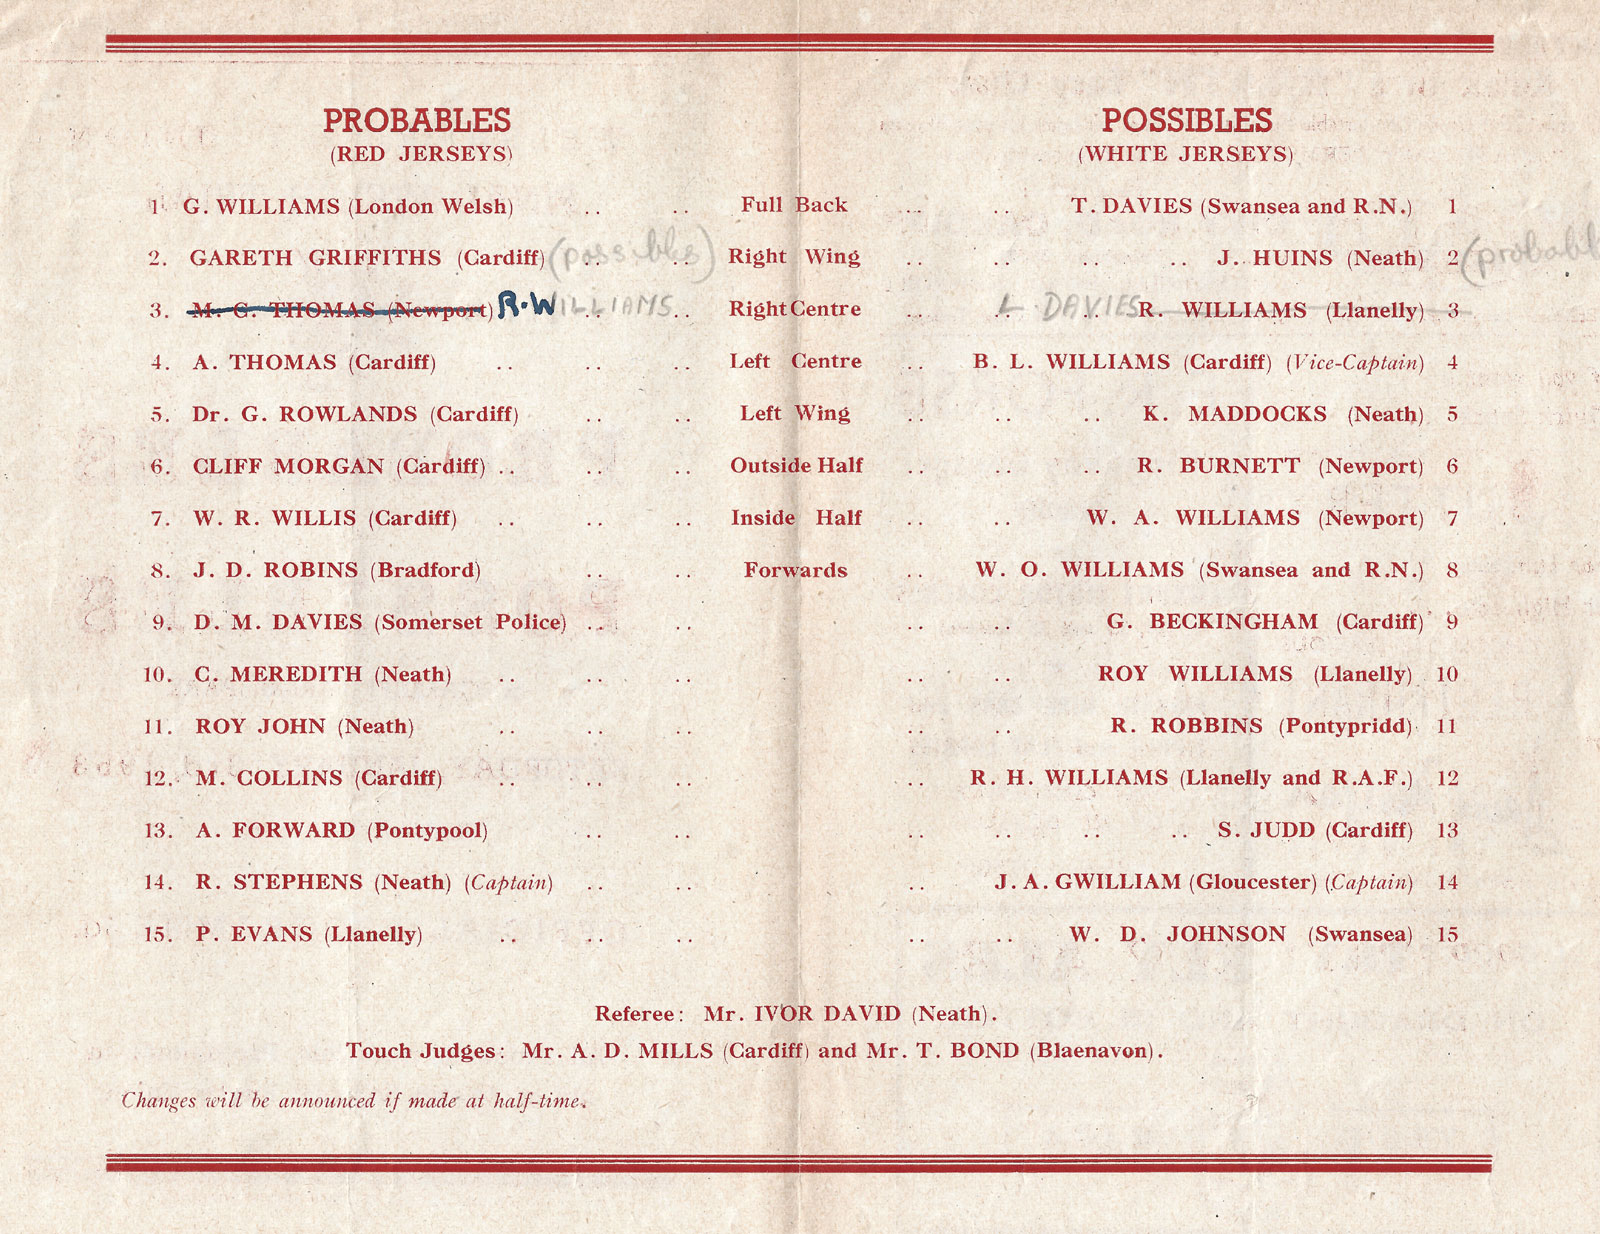 PROBABLES
(RED JERSEYS)
POSSIBLES
(WHITE JERSEYS)
1 G. WILLIAMS (London Welsh) .. .. Full Back .. .. T. DAVIES (Swansea and R.N.) 1
2. GARETH GRIFFITHS (Cardiff) (possibles) .. .. Right Wing .. .. .. .. J. HUINS (Neath) 2 (probabl
3. M. C. THOMAS (Newport) R. WILLIAMS .. .. Right Centre .. .. L. DAVIES .. R. WILLIAMS (Llanelly) 3
4. A. THOMAS (Cardiff) .. .. .. Left Centre .. B. L. WILLIAMS (Cardiff) (Vice-Captain) 4
5. Dr. G. ROWLANDS (Cardiff) .. .. Left Wing .. .. .. K. MADDOCKS (Neath) 5
6. CLIFF MORGAN (Cardiff) .. .. .. Outside Half .. .. .. R. BURNETT (Newport) 6
7. W. R. WILLIS (Cardiff) .. .. .. Inside Half .. .. W. A. WILLIAMS (Newport) 7
8. J. D. ROBINS (Bradford) .. .. Forwards .. W. O. WILLIAMS (Swansea and R.N.) 8
9. D. M. DAVIES (Somerset Police) .. .. .. .. G. BECKINGHAM (Cardiff) 9
10. C. MEREDITH (Neath) .. .. .. .. .. ROY WILLIAMS (Llanelly) 10
11. ROY JOHN (Neath) .. .. .. .. .. R. ROBBINS (Pontypridd) 11
12. M. COLLINS (Cardiff) .. .. .. .. R. H. WILLIAMS (Llanelly and R.A.F.) 12
13. A. FORWARD (Pontypool) .. .. .. .. .. .. S. JUDD (Cardiff) 13
14. R. STEPHENS (Neath) (Captain) .. .. .. J. A. GWILLIAM (Gloucester) (Captain) 14
15. P. EVANS (Llanelly) .. .. .. .. .. W. D. JOHNSON (Swansea) 15
Referee: Mr. IVOR DAVID (Neath).
Touch Judges: Mr. A. D. MILLS (Cardiff) and Mr. T. BOND (Blaenavon).
Changes will be announced if made at half-time.